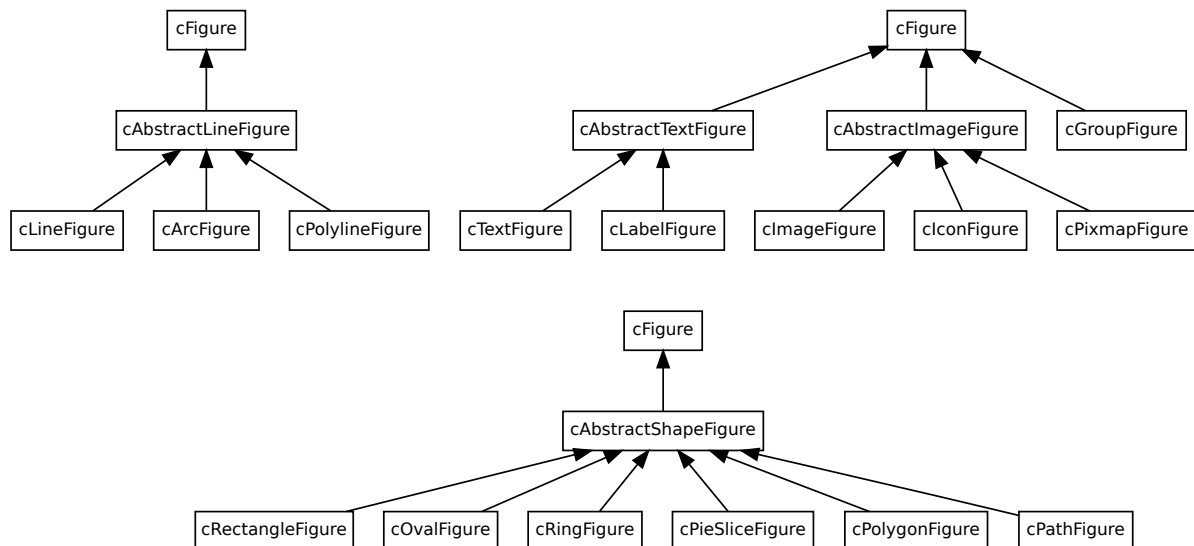 cFigure
cFigure
cAbstractLineFigure
cAbstractTextFigure
cAbstractImageFigure
cGroupFigure
cLineFigure
cArcFigure
cPolylineFigure
cTextFigure
cLabelFigure
cImageFigure
cIconFigure
cPixmapFigure
cFigure
cAbstractShapeFigure
cRectangleFigure
cOvalFigure
cRingFigure
cPieSliceFigure
cPolygonFigure
cPathFigure